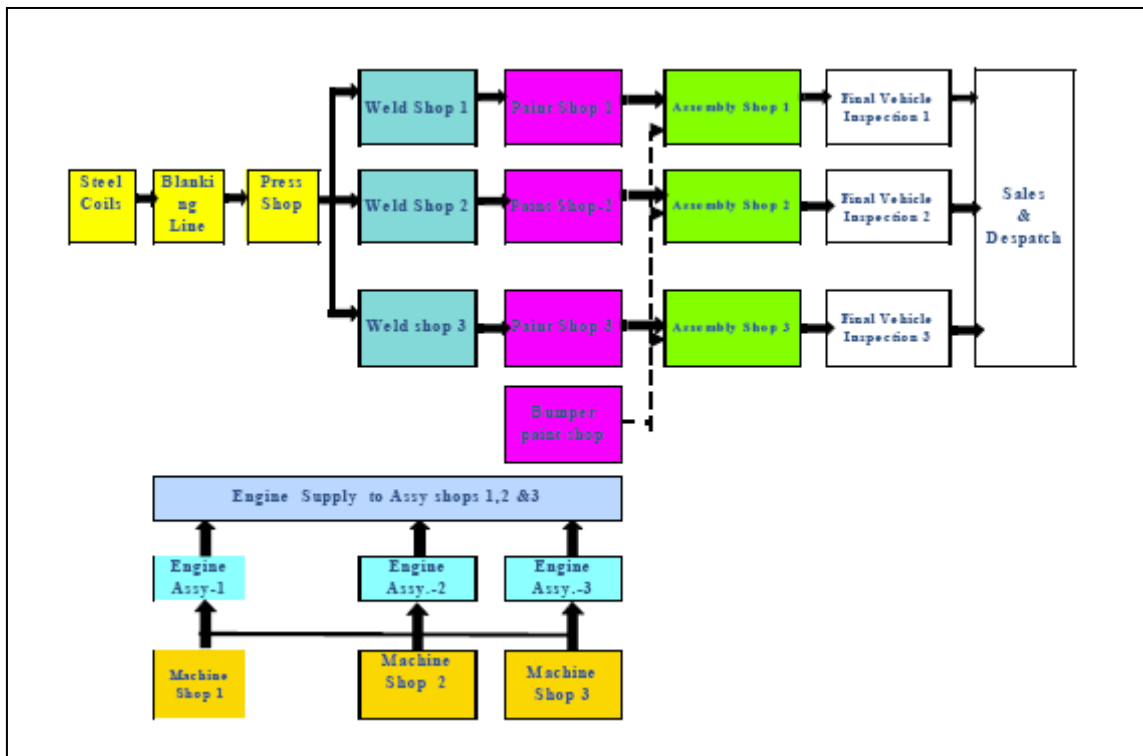 Weld Shop 1
Paint Shop 1
Assembly Shop 1
Final Vehicle
Inspection 1
Steel
Coils
Blanki
ng
Line
Press
Shop
Weld Shop 2
Paint Shop-2
Assembly Shop 2
Final Vehicle
Inspection 2
Sales
&
Despatch
Weld shop 3
Paint Shop 3
Assembly Shop 3
Final Vehicle
Inspection 3
Bumper
paint shop
Engine Supply to Assy shops 1,2 &3
Engine
Assy-1
Engine
Assy.-2
Engine
Assy.-3
Machine
Shop 1
Machine
Shop 2
Machine
Shop 3